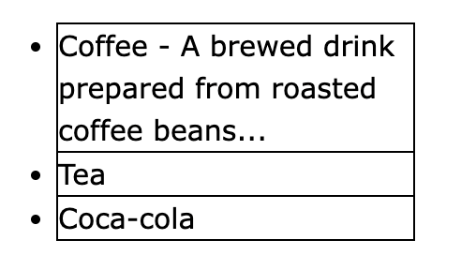 Coffee - A brewed drink
prepared from roasted
coffee beans...
Tea
Coca-cola